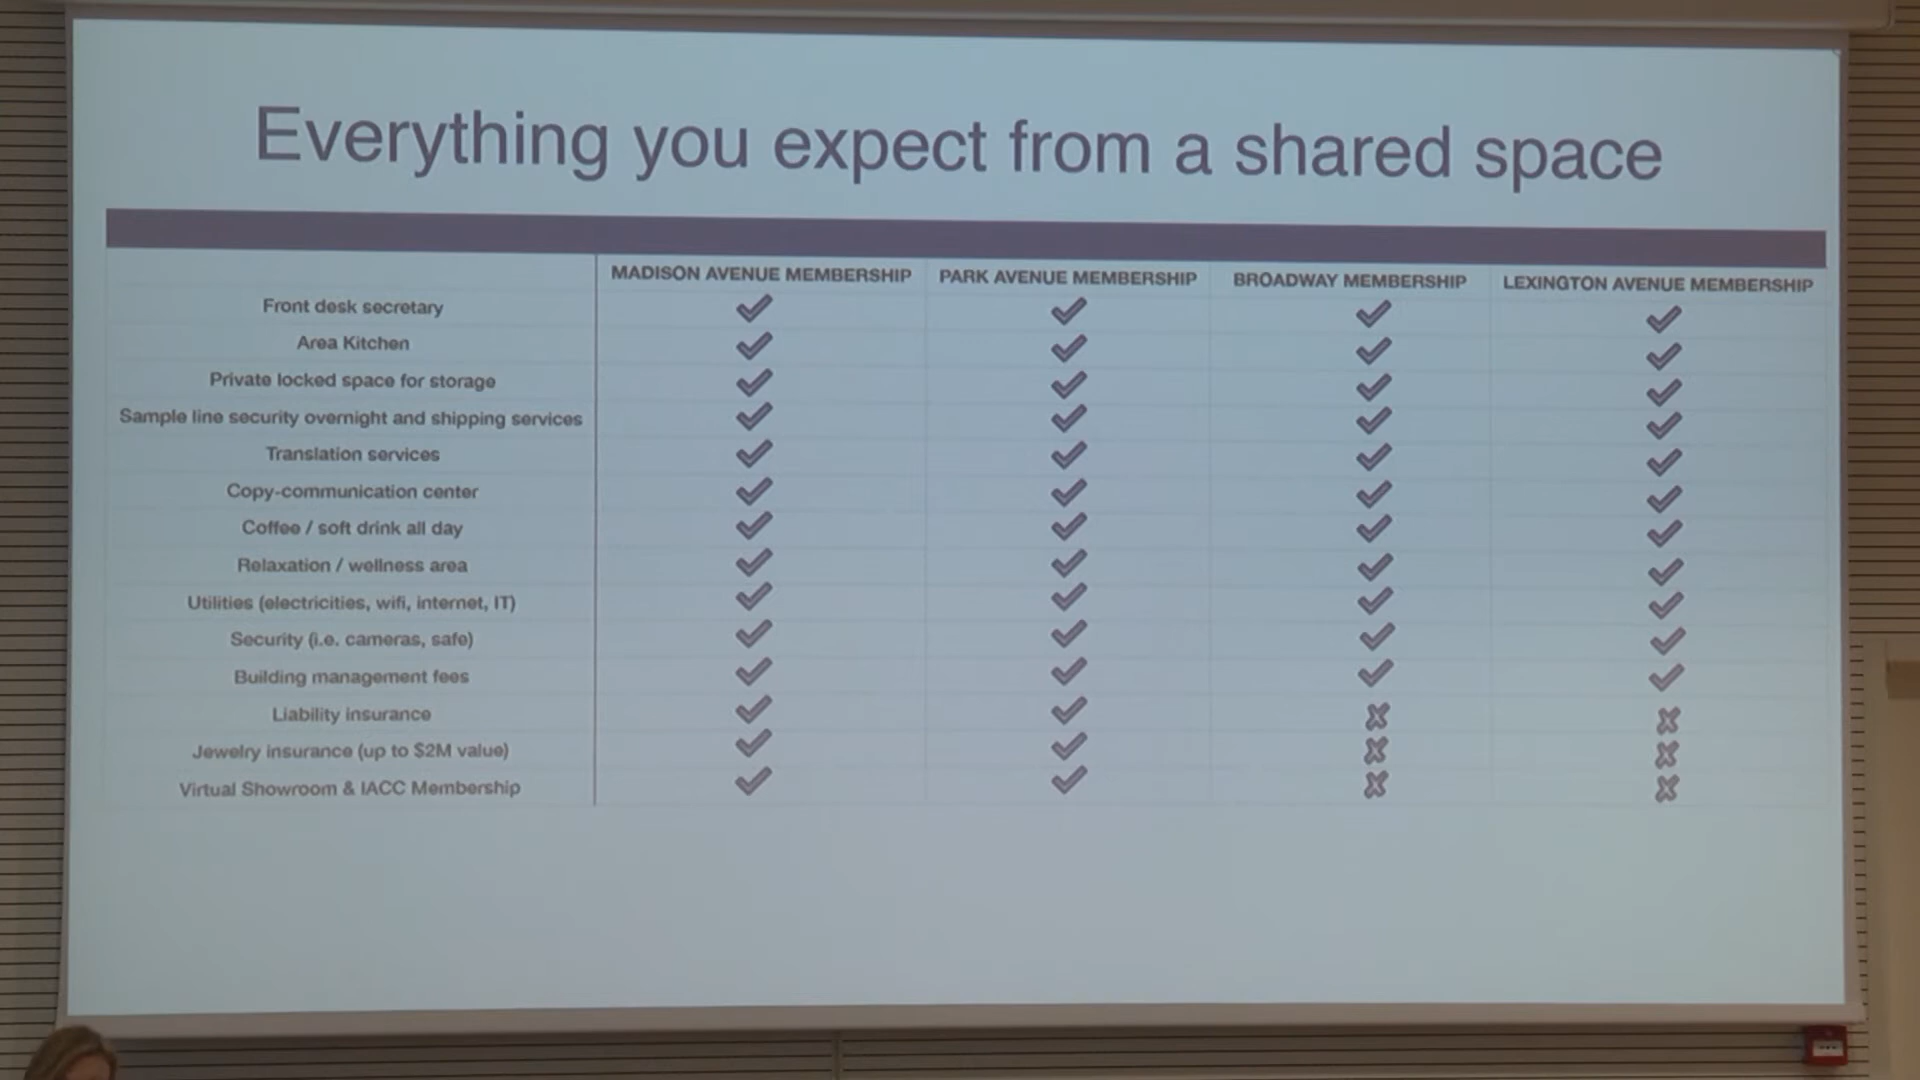 Everything you expect from a shared space
MADISON AVENUE MEMBERSHIP PARK AVENUE MEMBERSHIP BROADWAY MEMBERSHIP LEXINGTON AVENUE MEMBERSHIP
Front desk secretary
Area Kitchen
Private locked space for storage
Sample line security overnight and shipping services
Translation services
Copy-communication center
Coffee / soft drink all day
Relaxation / wellness area
Utilities (electricities, wifi, internet, IT)
Security (i.e. cameras, safe)
Building management fees
Liability insurance
Jewelry insurance (up to $2M value)
Virtual Showroom & IACC Membership